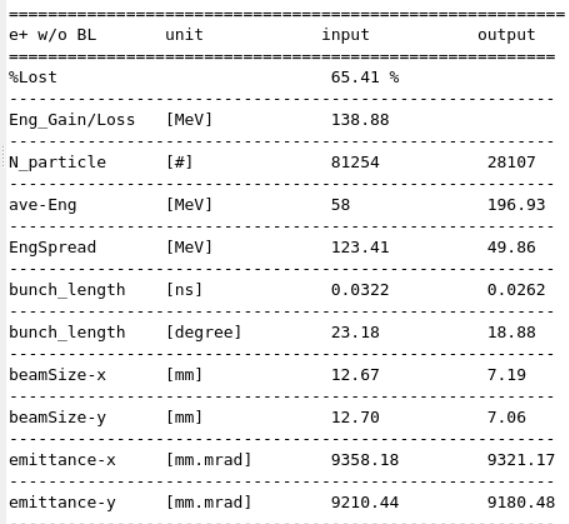 ===========================================================
e+ w/o BL unit input output
==========================================================
%Lost 65.41 %
----------------------------------------------------------
Eng_Gain/Loss [MeV] 138.88
----------------------------------------------------------
N_particle [#] 81254 28107
----------------------------------------------------------
ave-Eng [MeV] 58 196.93
----------------------------------------------------------
EngSpread [MeV] 123.41 49.86
----------------------------------------------------------
bunch_length [ns] 0.0322 0.0262
----------------------------------------------------------
bunch_length [degree] 23.18 18.88
----------------------------------------------------------
beamSize-x [mm] 12.67 7.19
----------------------------------------------------------
beamSize-y [mm] 12.70 7.06
----------------------------------------------------------
emittance-x [mm.mrad] 9358.18 9321.17
----------------------------------------------------------
emittance-y [mm.mrad] 9210.44 9180.48
----------------------------------------------------------